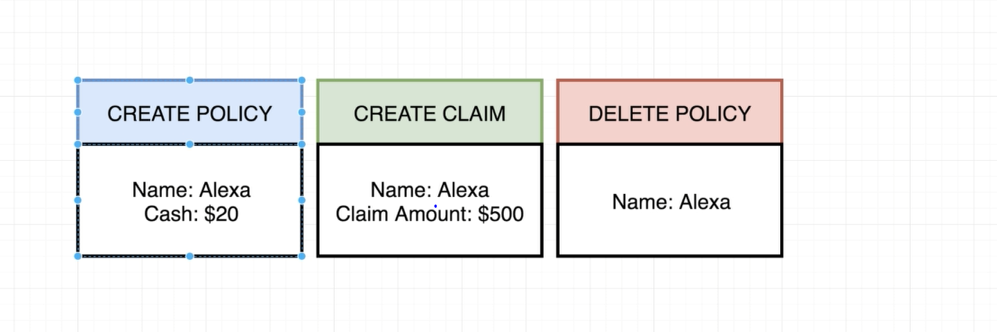 CREATE POLICY
Name: Alexa
Cash: $20
CREATE CLAIM
Name: Alexa
Claim Amount: $500
DELETE POLICY
Name: Alexa